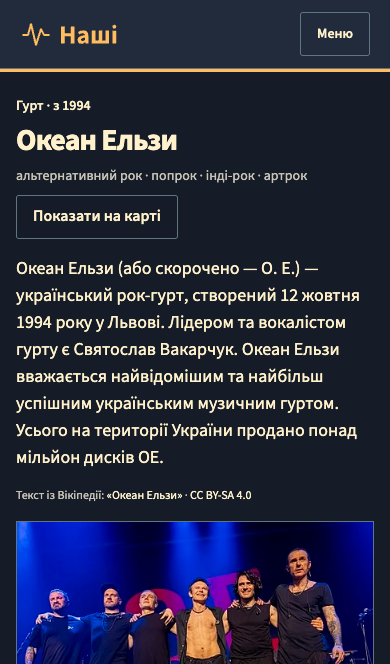 Наші
Меню
Гурт · з 1994
Океан Ельзи
альтернативний рок · попрок · інді-рок · артрок
Показати на карті
Океан Ельзи (або скорочено — О. Е.) —
український рок-гурт, створений 12 жовтня
1994 року у Львові. Лідером та вокалістом
гурту є Святослав Вакарчук. Океан Ельзи
вважається найвідомішим та найбільш
успішним українським музичним гуртом.
Усього на території України продано понад
мільйон дисків ОЕ.
Текст із Вікіпедії: «Океан Ельзи» · CC BY-SA 4.0